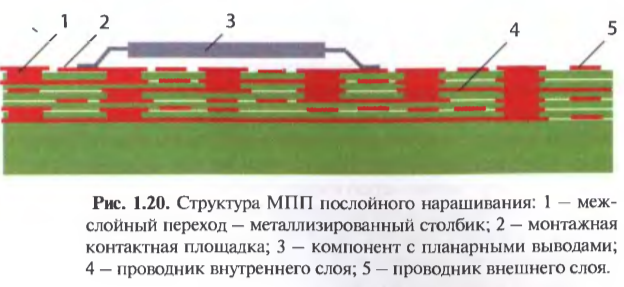 1 2 3 4 5
Рис. 1.20. Структура МПП послойного нарашивания: 1 — меж-
слойный переход — металлизированный столбик; 2 — монтажная
контактная площадка; 3 — компонент с планарными выводами;
4 — проводник внутреннего слоя; 5 — проводник внешнего слоя.